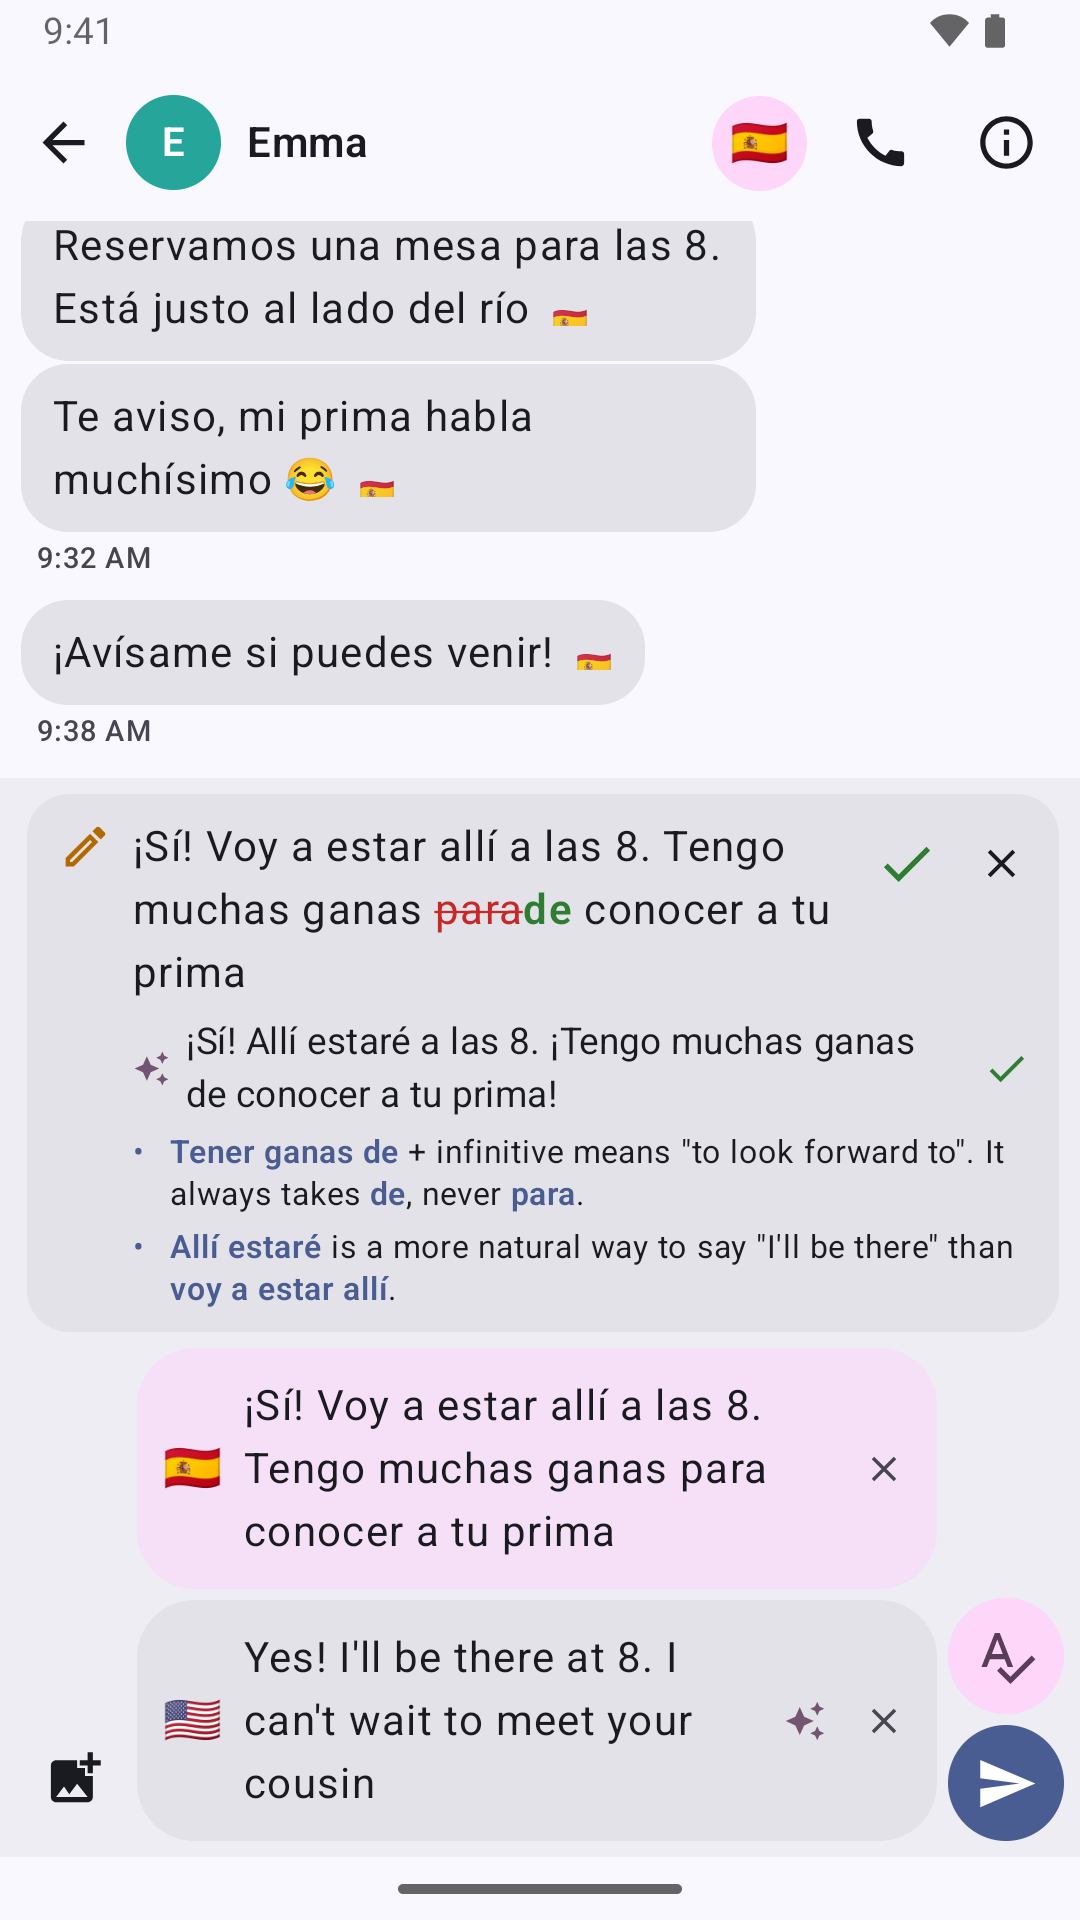 9:41
E
Emma
Reservamos una mesa para las 8.
Está justo al lado del río 🇪🇸
Te aviso, mi prima habla
muchísimo 😂 🇪🇸
9:32 AM
¡Avísame si puedes venir! 🇪🇸
9:38 AM
¡Sí! Voy a estar allí a las 8. Tengo
muchas ganas parade conocer a tu
prima
¡Sí! Allí estaré a las 8. ¡Tengo muchas ganas
de conocer a tu prima!
• Tener ganas de + infinitive means "to look forward to". It
always takes de, never para.
• Allí estaré is a more natural way to say "I'll be there" than
voy a estar allí.
¡Sí! Voy a estar allí a las 8.
Tengo muchas ganas para
conocer a tu prima
Yes! I'll be there at 8. I
can't wait to meet your
cousin